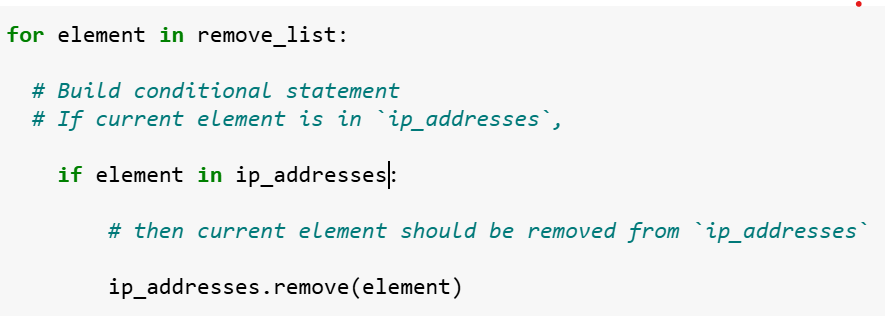 for element in remove_list:
# Build conditional statement
# If current element is in `ip_addresses`,
if element in ip_addresses:
# then current element should be removed from `ip_addresses`
ip_addresses.remove(element)